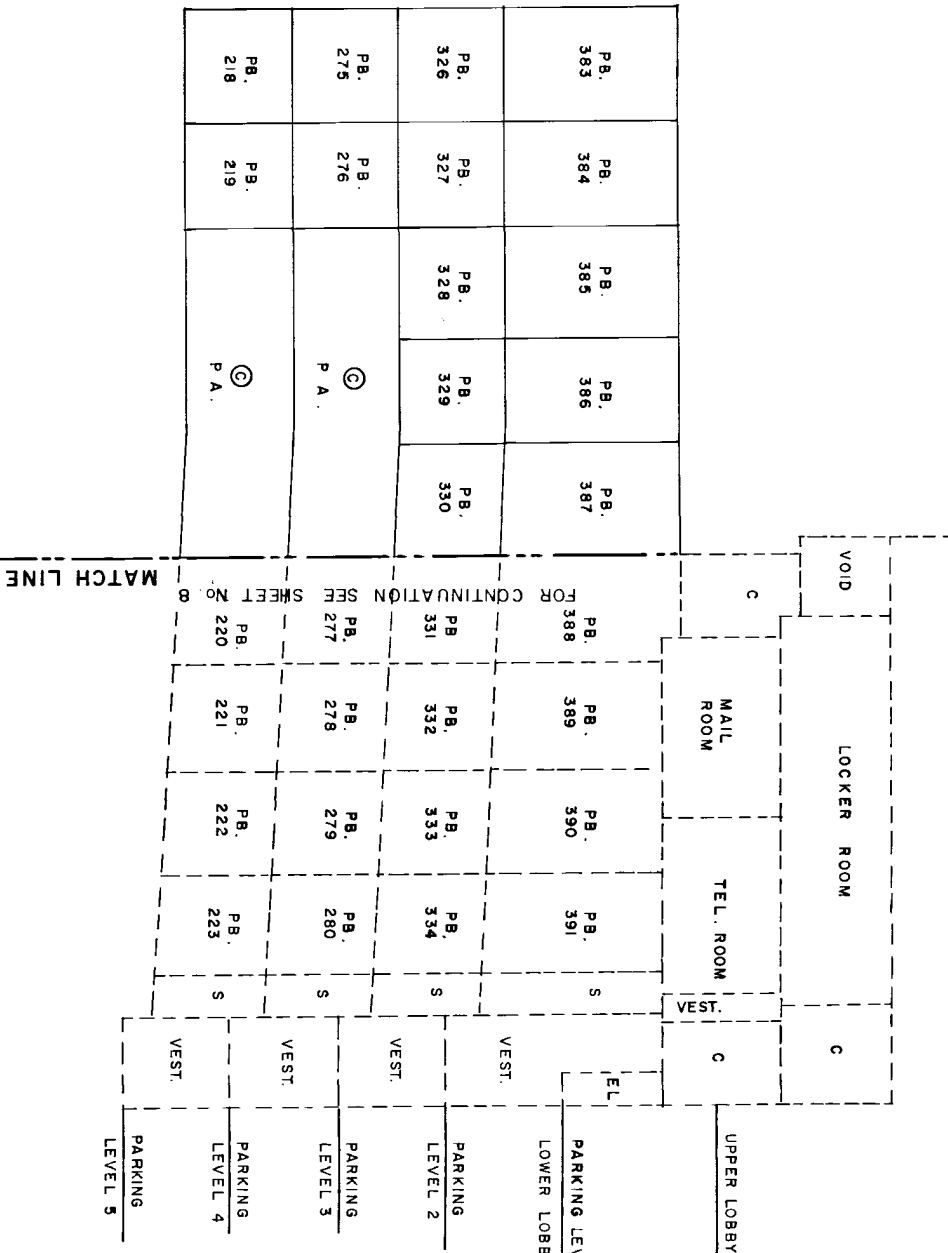 VOID
LOCKER ROOM
C
C
MAIL
ROOM
TEL. ROOM
VEST.
C
UPPER LOBBY
PB.
383
PB.
384
PB.
385
PB.
386
PB.
387
PB.
388
PB.
389
PB.
390
PB.
391
S
EL
VEST.
PARKING LEV
LOWER LOBB
PB.
326
PB.
327
PB.
328
PB.
329
PB.
330
PB
331
PB.
332
PB.
333
PB.
334
S
VEST.
PARKING
LEVEL 2
PB.
275
PB.
276
©
P A.
PB.
277
PB.
278
PB.
279
PB.
280
S
VEST.
PARKING
LEVEL 3
PB.
218
PB.
219
©
P A.
PB.
220
PB.
221
PB.
222
PB.
223
S
VEST.
PARKING
LEVEL 4
PARKING
LEVEL 5
FOR CONTINUATION SEE SHEET No. 8
MATCH LINE